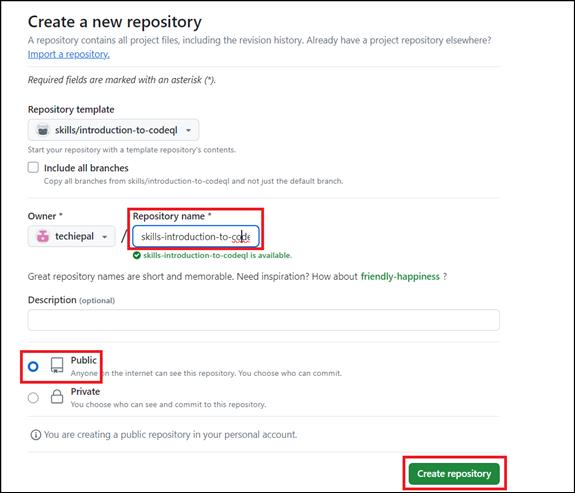 Create a new repository
A repository contains all project files, including the revision history. Already have a project repository elsewhere?
Import a repository.
Required fields are marked with an asterisk (*).
Repository template
skills/introduction-to-codeql
Start your repository with a template repository's contents.
Include all branches
Copy all branches from skills/introduction-to-codeql and not just the default branch.
Owner * Repository name *
techiepal / skills-introduction-to-code
skills-introduction-to-codeql is available.
Great repository names are short and memorable. Need inspiration? How about friendly-happiness ?
Description (optional)
Public
Anyone on the internet can see this repository. You choose who can commit.
Private
You choose who can see and commit to this repository.
You are creating a public repository in your personal account.
Create repository